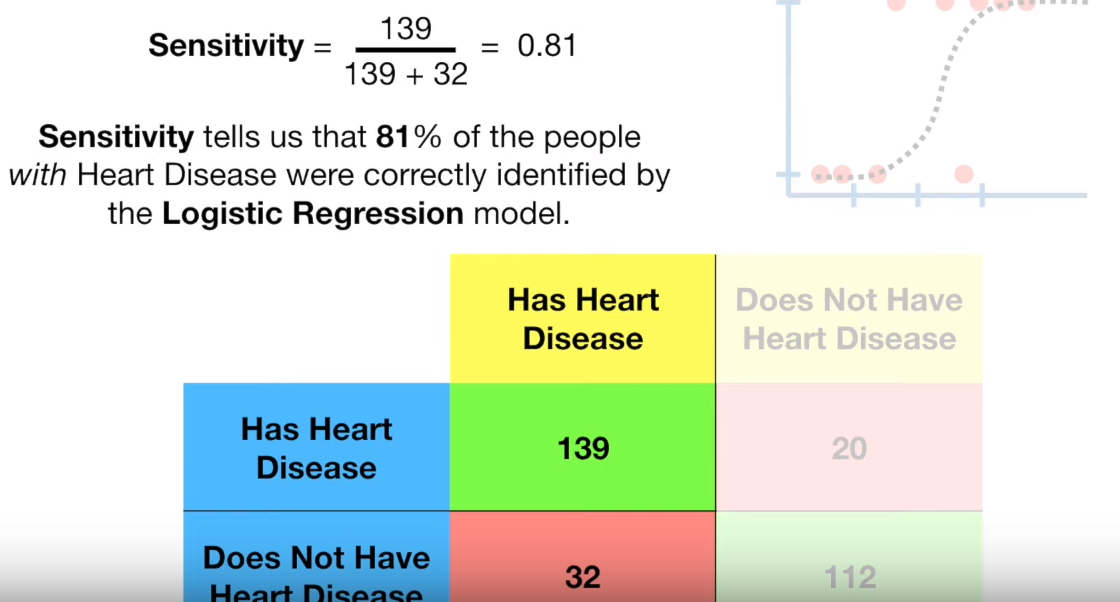 Sensitivity = 139 / 139 + 32 = 0.81
Sensitivity tells us that 81% of the people
with Heart Disease were correctly identified by
the Logistic Regression model.
Has Heart
Disease
Does Not Have
Heart Disease
Has Heart
Disease
139
20
Does Not Have
Heart Disease
32
112